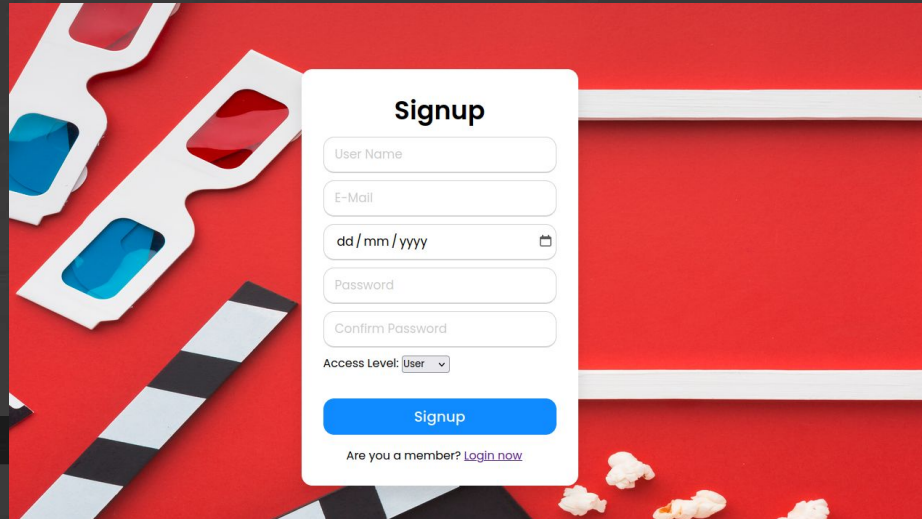 Signup
User Name
E-Mail
dd/mm/yyyy
Password
Confirm Password
Access Level: User
Signup
Are you a member? Login now